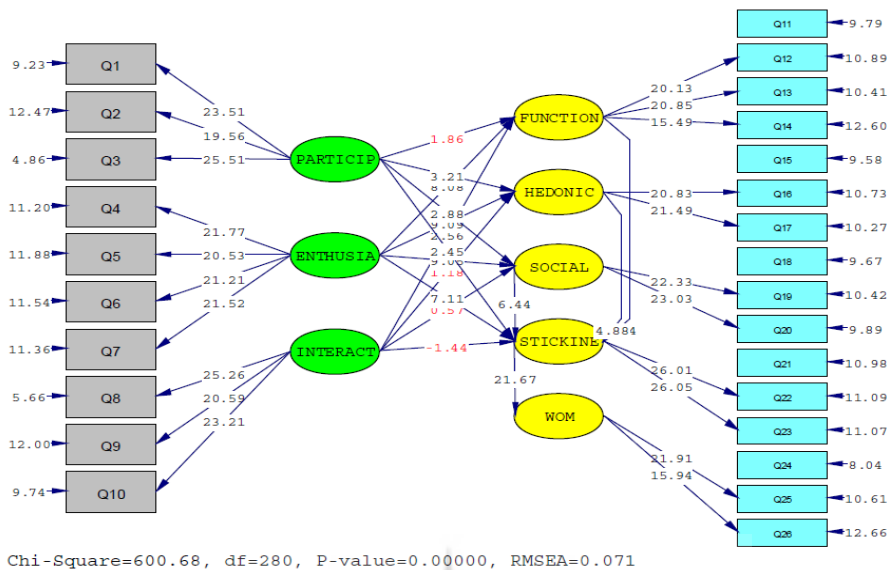 Q11
9.79
Q12
10.89
9.23
Q1
Q13
10.41
20.13
20.85
15.49
23.51
FUNCTION
Q14
12.60
12.47
Q2
1.86
19.56
Q15
9.58
4.86
Q3
25.51
PARTICIP
3.21
8.08
HEDONIC
20.83
21.49
Q16
10.73
11.20
Q4
2.88
9.09
2.56
Q17
10.27
21.77
11.88
Q5
20.53
ENTHUSIA
2.45
1.18
SOCIAL
Q18
9.67
21.21
22.33
23.03
Q19
10.42
11.54
Q6
21.52
7.11
0.57
6.44
4.884
Q20
9.89
11.36
Q7
INTERACT
-1.44
STICKINE
Q21
10.98
25.26
20.59
23.21
21.67
26.01
26.05
Q22
11.09
5.66
Q8
WOM
Q23
11.07
12.00
Q9
21.91
15.94
Q24
8.04
9.74
Q10
Q25
10.61
Q26
12.66
Chi-Square=600.68, df=280, P-value=0.00000, RMSEA=0.071